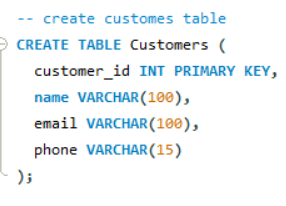 -- create customes table
CREATE TABLE Customers (
customer_id INT PRIMARY KEY,
name VARCHAR(100),
email VARCHAR(100),
phone VARCHAR(15)
);